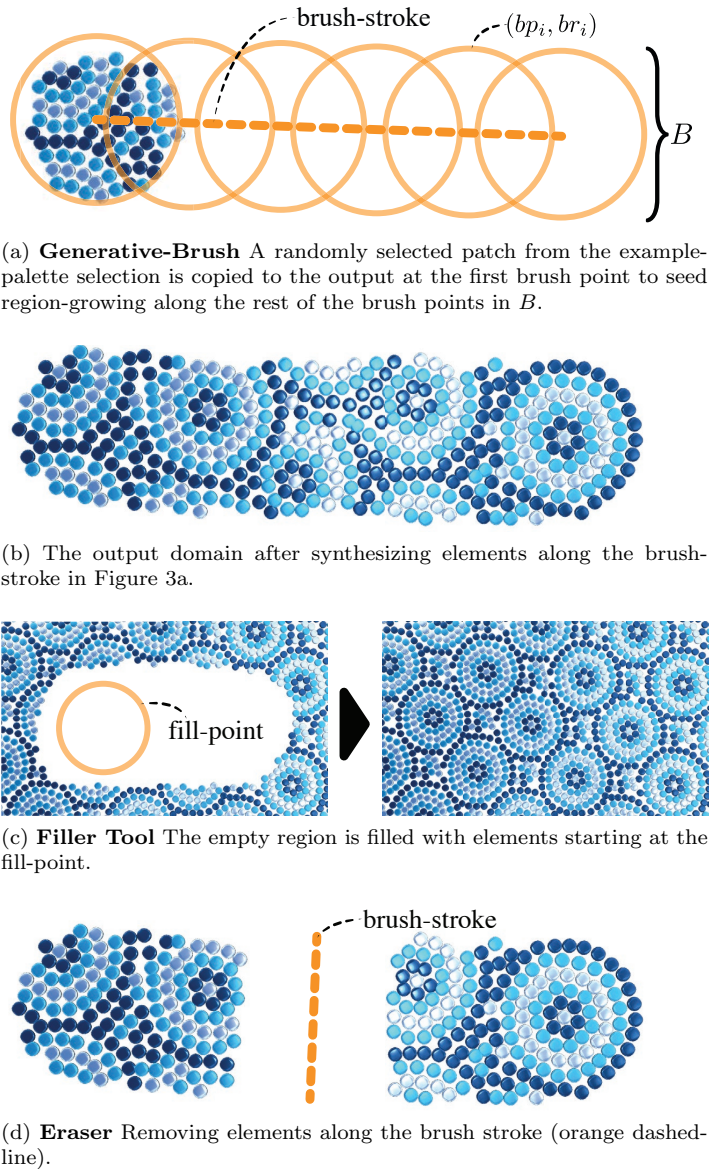 brush-stroke
(bpᵢ, brᵢ)
B
(a) Generative-Brush A randomly selected patch from the example-
palette selection is copied to the output at the first brush point to seed
region-growing along the rest of the brush points in B.
(b) The output domain after synthesizing elements along the brush-
stroke in Figure 3a.
fill-point
(c) Filler Tool The empty region is filled with elements starting at the
fill-point.
brush-stroke
(d) Eraser Removing elements along the brush stroke (orange dashed-
line).